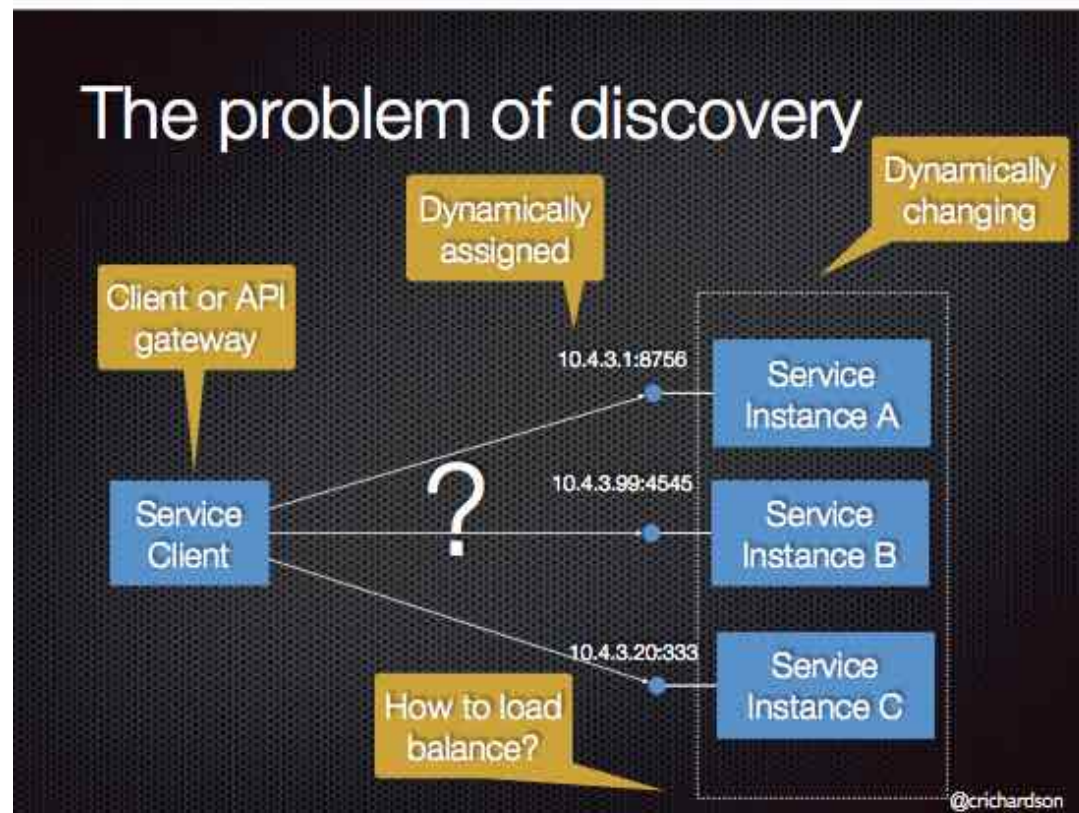 The problem of discovery
Dynamically
changing
Dynamically
assigned
Client or API
gateway
10.4.3.1:8756
Service
Instance A
?
10.4.3.99:4545
Service
Client
Service
Instance B
10.4.3.20:333
Service
Instance C
How to load
balance?
@crichardson